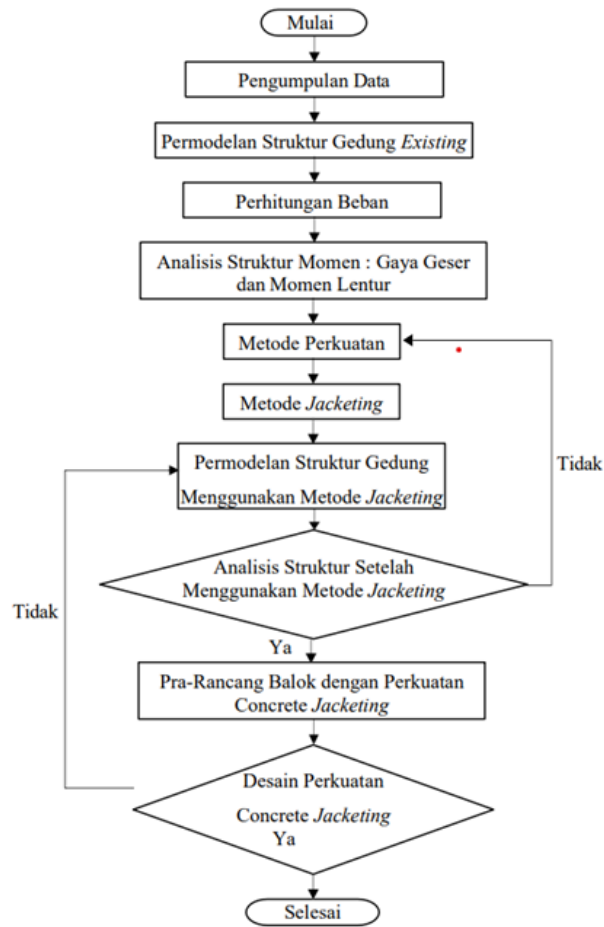 Mulai
Pengumpulan Data
Permodelan Struktur Gedung Existing
Perhitungan Beban
Analisis Struktur Momen : Gaya Geser
dan Momen Lentur
Metode Perkuatan
Metode Jacketing
Permodelan Struktur Gedung
Menggunakan Metode Jacketing
Tidak
Analisis Struktur Setelah
Menggunakan Metode Jacketing
Tidak
Ya
Pra-Rancang Balok dengan Perkuatan
Concrete Jacketing
Desain Perkuatan
Concrete Jacketing
Ya
Selesai